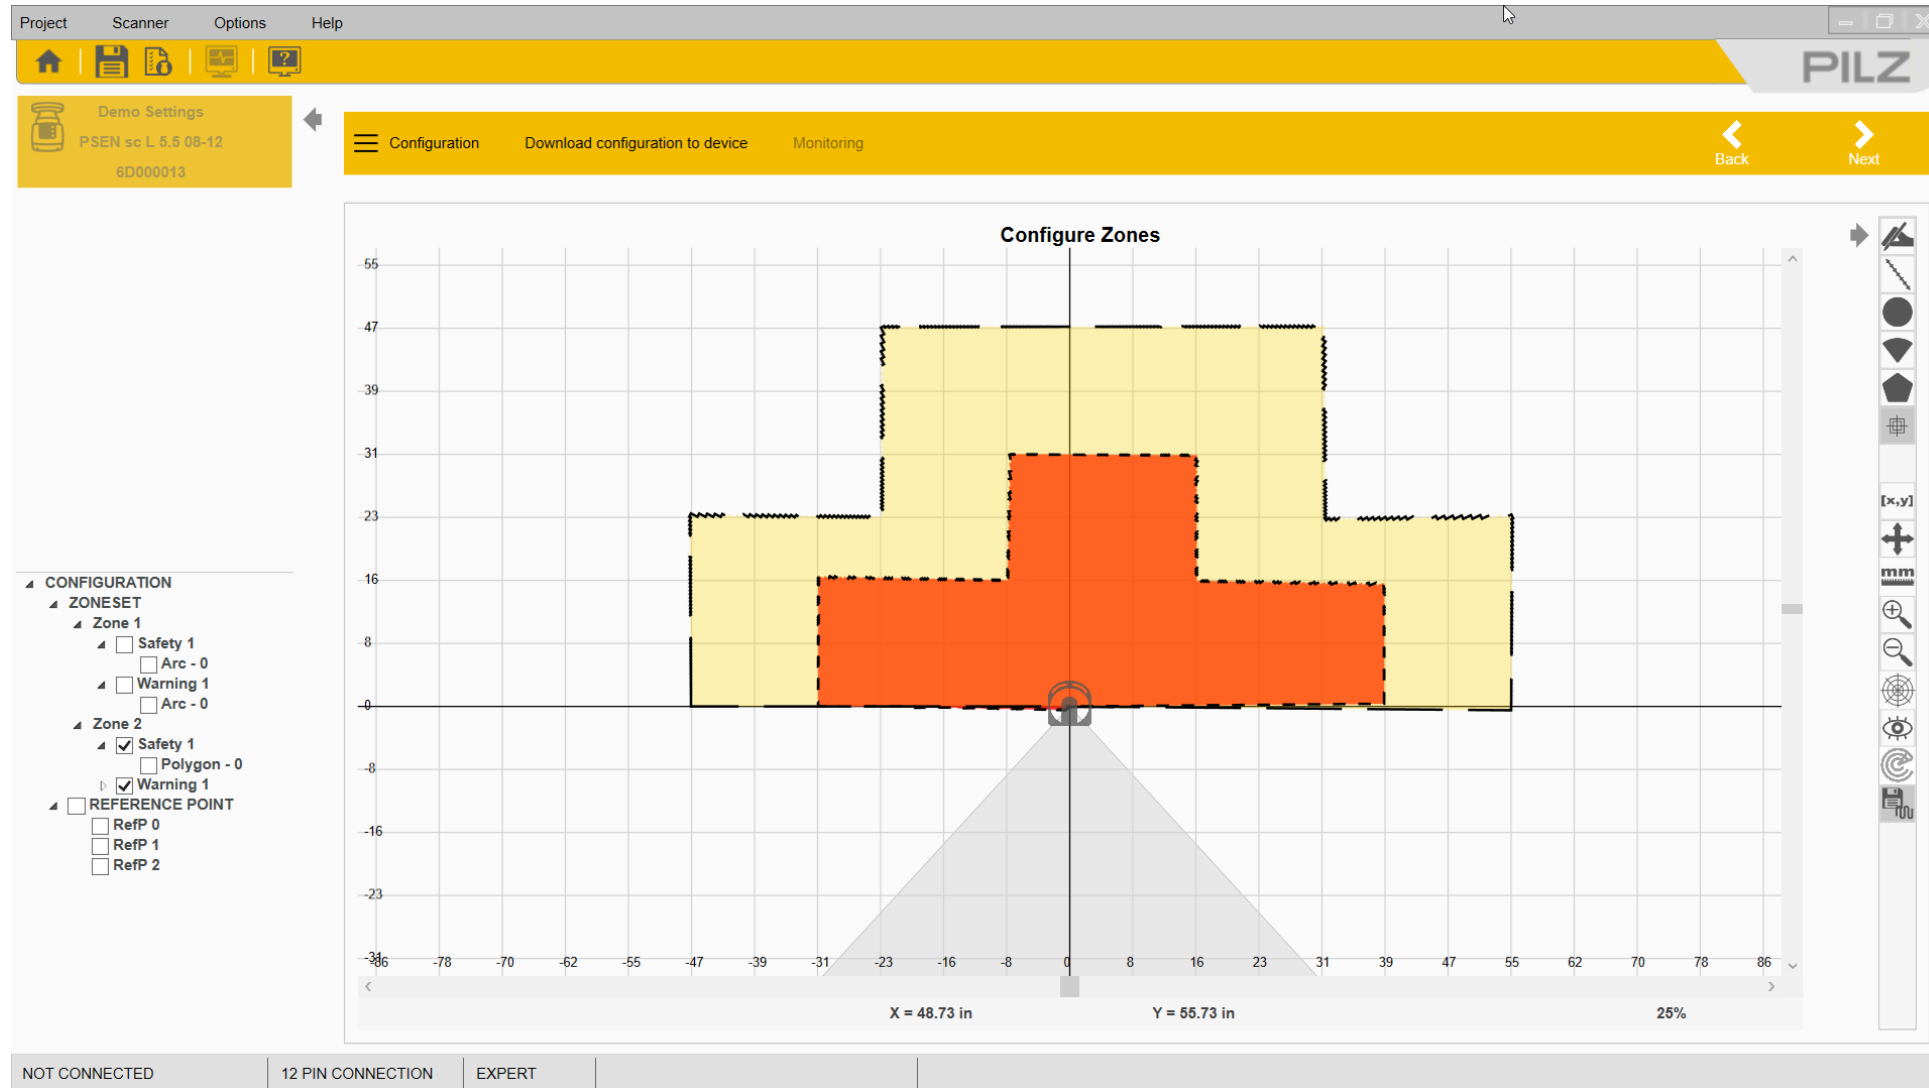 Project Scanner Options Help
PILZ
Demo Settings
PSEN sc L 5.5 08-12
6D000013
Configuration Download configuration to device Monitoring
Back Next
Configure Zones
55
47
39
31
23
16
8
0
-8
-16
-23
-31
-86 -78 -70 -62 -55 -47 -39 -31 -23 -16 -8 0 8 16 23 31 39 47 55 62 70 78 86
X = 48.73 in Y = 55.73 in 25%
[x,y]
mm
CONFIGURATION
ZONESET
Zone 1
Safety 1
Arc - 0
Warning 1
Arc - 0
Zone 2
Safety 1
Polygon - 0
Warning 1
REFERENCE POINT
RefP 0
RefP 1
RefP 2
NOT CONNECTED 12 PIN CONNECTION EXPERT